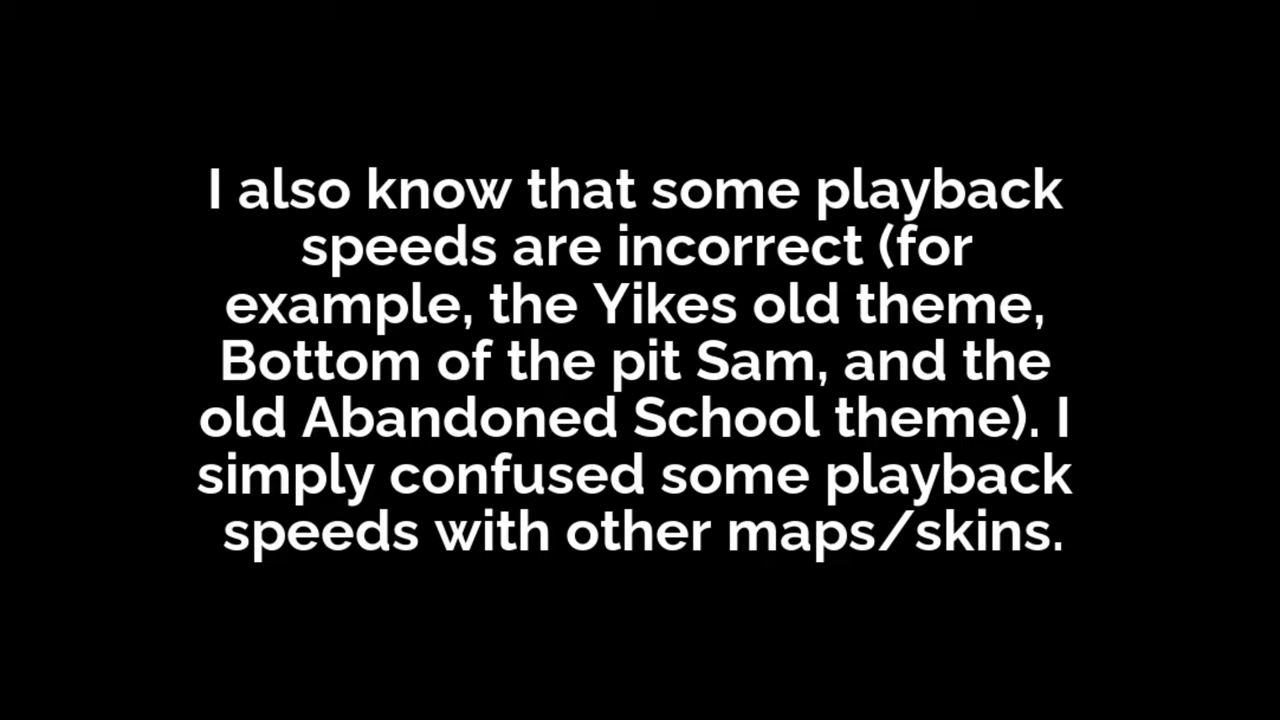 I also know that some playback
speeds are incorrect (for
example, the Yikes old theme,
Bottom of the pit Sam, and the
old Abandoned School theme). I
simply confused some playback
speeds with other maps/skins.